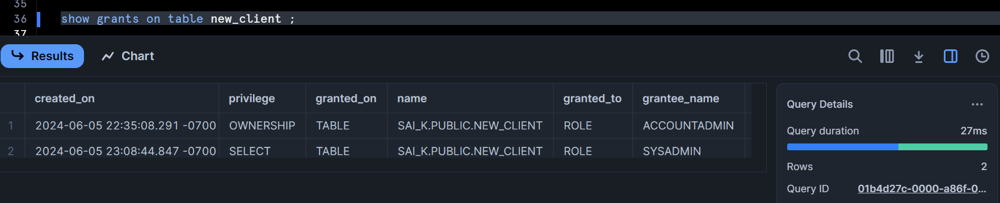 35
36 show grants on table new_client ;
37
Results Chart
created_on privilege granted_on name granted_to grantee_name
1 2024-06-05 22:35:08.291 -0700 OWNERSHIP TABLE SAI_K.PUBLIC.NEW_CLIENT ROLE ACCOUNTADMIN
2 2024-06-05 23:08:44.847 -0700 SELECT TABLE SAI_K.PUBLIC.NEW_CLIENT ROLE SYSADMIN
Query Details ...
Query duration 27ms
Rows 2
Query ID 01b4d27c-0000-a86f-0...